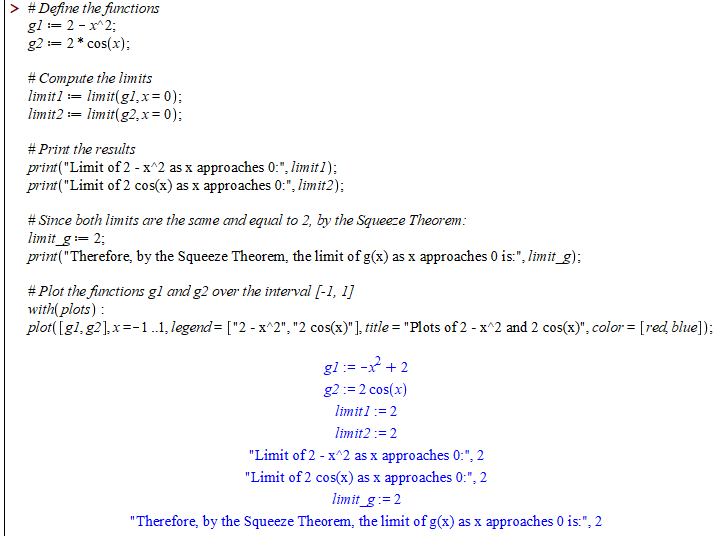 > # Define the functions
g1 := 2 - x^2;
g2 := 2 * cos(x);
# Compute the limits
limit1 := limit(g1, x = 0);
limit2 := limit(g2, x = 0);
# Print the results
print("Limit of 2 - x^2 as x approaches 0:", limit1);
print("Limit of 2 cos(x) as x approaches 0:", limit2);
# Since both limits are the same and equal to 2, by the Squeeze Theorem:
limit_g := 2;
print("Therefore, by the Squeeze Theorem, the limit of g(x) as x approaches 0 is:", limit_g);
# Plot the functions g1 and g2 over the interval [-1, 1]
with(plots) :
plot([g1, g2], x = -1 ..1, legend = ["2 - x^2", "2 cos(x)"], title = "Plots of 2 - x^2 and 2 cos(x)", color = [red, blue]);
g1 := -x² + 2
g2 := 2 cos(x)
limit1 := 2
limit2 := 2
"Limit of 2 - x^2 as x approaches 0:", 2
"Limit of 2 cos(x) as x approaches 0:", 2
limit_g := 2
"Therefore, by the Squeeze Theorem, the limit of g(x) as x approaches 0 is:", 2